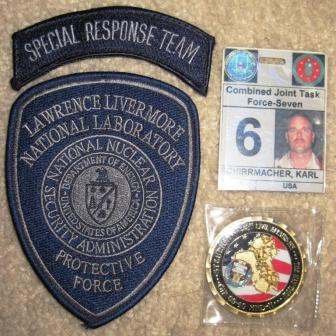 SPECIAL RESPONSE TEAM
LAWRENCE LIVERMORE
NATIONAL LABORATORY
NATIONAL NUCLEAR
SECURITY ADMINISTRATION
DEPARTMENT OF ENERGY
UNITED STATES OF AMERICA
PROTECTIVE
FORCE
Combined Joint Task
Force-Seven
6
SCHIRRMACHER, KARL
USA